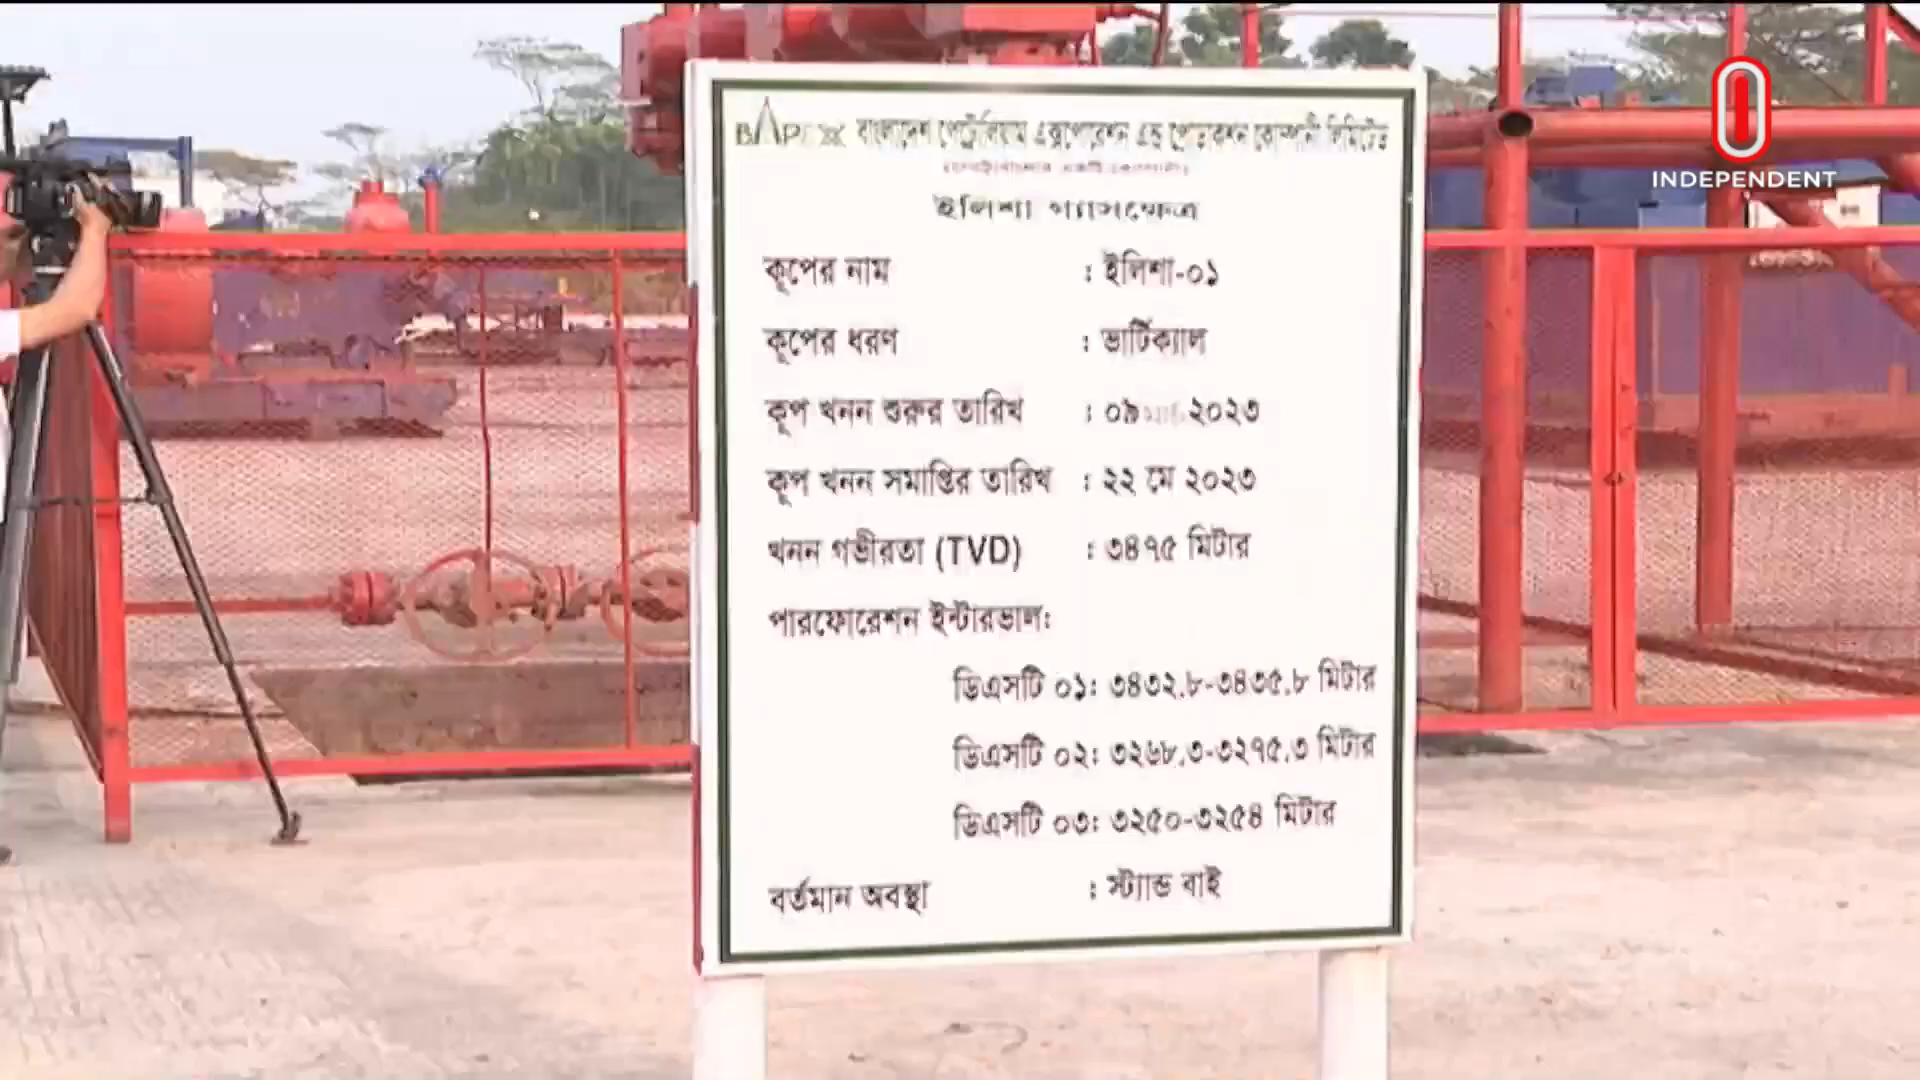 BAPEX বাংলাদেশ পেট্রোলিয়াম এক্সপ্লোরেশন এন্ড প্রোডাকশন কোম্পানী লিমিটেড
ইলিশা গ্যাসক্ষেত্র
কূপের নাম : ইলিশা-০১
কূপের ধরণ : ভার্টিক্যাল
কূপ খনন শুরুর তারিখ : ০৯ ২০২৩
কূপ খনন সমাপ্তির তারিখ : ২২ মে ২০২৩
খনন গভীরতা (TVD) : ৩৪৭৫ মিটার
পারফোরেশন ইন্টারভাল:
ডিএসটি ০১: ৩৪৩২.৮-৩৪৩৫.৮ মিটার
ডিএসটি ০২: ৩২৬৮.৩-৩২৭৫.৩ মিটার
ডিএসটি ০৩: ৩২৫০-৩২৫৪ মিটার
বর্তমান অবস্থা : স্ট্যান্ড বাই
INDEPENDENT